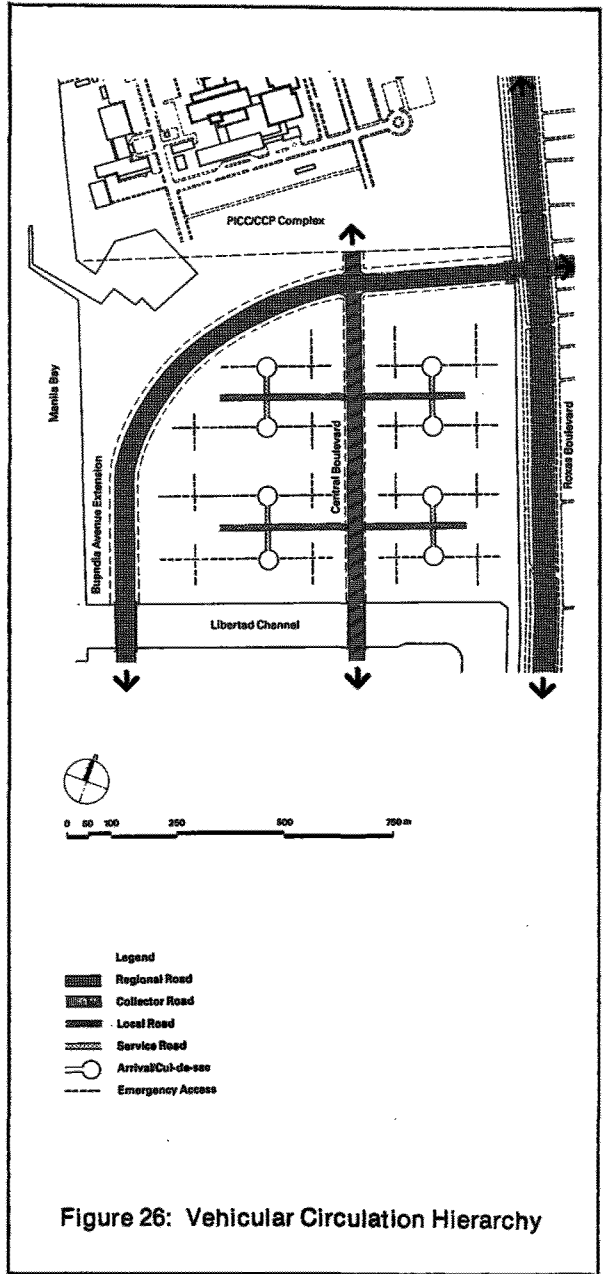 PICC/CCP Complex
Manila Bay
Bupndia Avenue Extension
Central Boulevard
Roxas Boulevard
Libertad Channel
0 50 100 250 500 750 m
Legend
Regional Road
Collector Road
Local Road
Service Road
Arrival/Cul-de-sac
Emergency Access
Figure 26: Vehicular Circulation Hierarchy